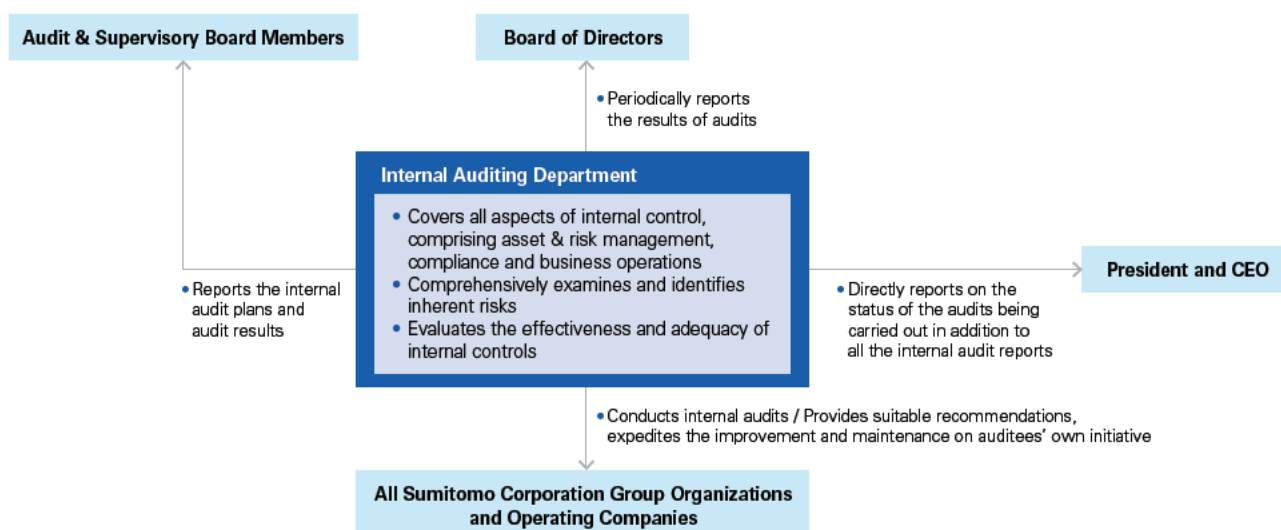 Audit & Supervisory Board Members
Board of Directors
• Periodically reports
the results of audits
Internal Auditing Department
• Covers all aspects of internal control,
comprising asset & risk management,
compliance and business operations
• Comprehensively examines and identifies
inherent risks
• Evaluates the effectiveness and adequacy of
internal controls
President and CEO
• Reports the internal
audit plans and
audit results
• Directly reports on the
status of the audits being
carried out in addition to
all the internal audit reports
• Conducts internal audits / Provides suitable recommendations,
expedites the improvement and maintenance on auditees’ own initiative
All Sumitomo Corporation Group Organizations
and Operating Companies